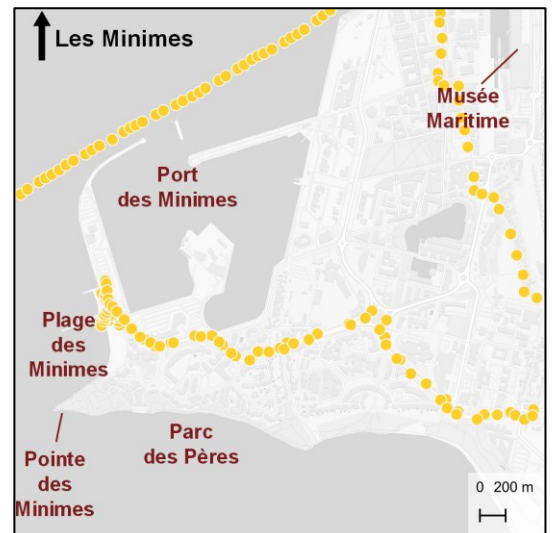 Les Minimes
Musée
Maritime
Port
des Minimes
Plage
des
Minimes
Parc
des Pères
Pointe
des
Minimes
0 200 m